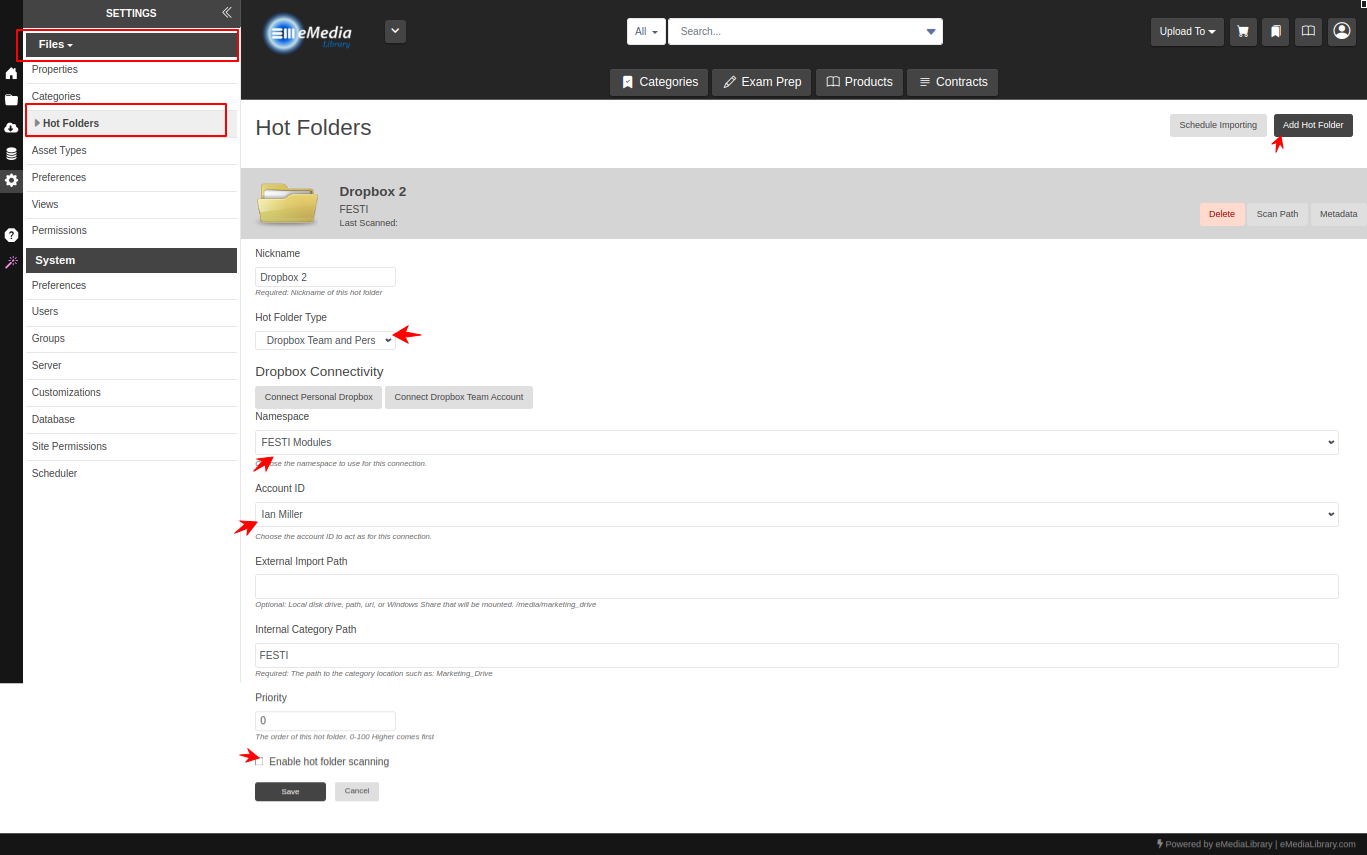 SETTINGS
Files
Properties
Categories
Hot Folders
Asset Types
Preferences
Views
Permissions
System
Preferences
Users
Groups
Server
Customizations
Database
Site Permissions
Scheduler
eMedia
Library
All
Search...
Upload To
Categories
Exam Prep
Products
Contracts
Hot Folders
Schedule Importing
Add Hot Folder
Dropbox 2
FESTI
Last Scanned:
Delete
Scan Path
Metadata
Nickname
Dropbox 2
Required: Nickname of this hot folder
Hot Folder Type
Dropbox Team and Pers
Dropbox Connectivity
Connect Personal Dropbox
Connect Dropbox Team Account
Namespace
FESTI Modules
the namespace to use for this connection.
Account ID
Ian Miller
Choose the account ID to act as for this connection.
External Import Path
Optional: Local disk drive, path, url, or Windows Share that will be mounted. /media/marketing_drive
Internal Category Path
FESTI
Required: The path to the category location such as: Marketing_Drive
Priority
0
The order of this hot folder. 0-100 Higher comes first
Enable hot folder scanning
Save
Cancel
Powered by eMediaLibrary | eMediaLibrary.com